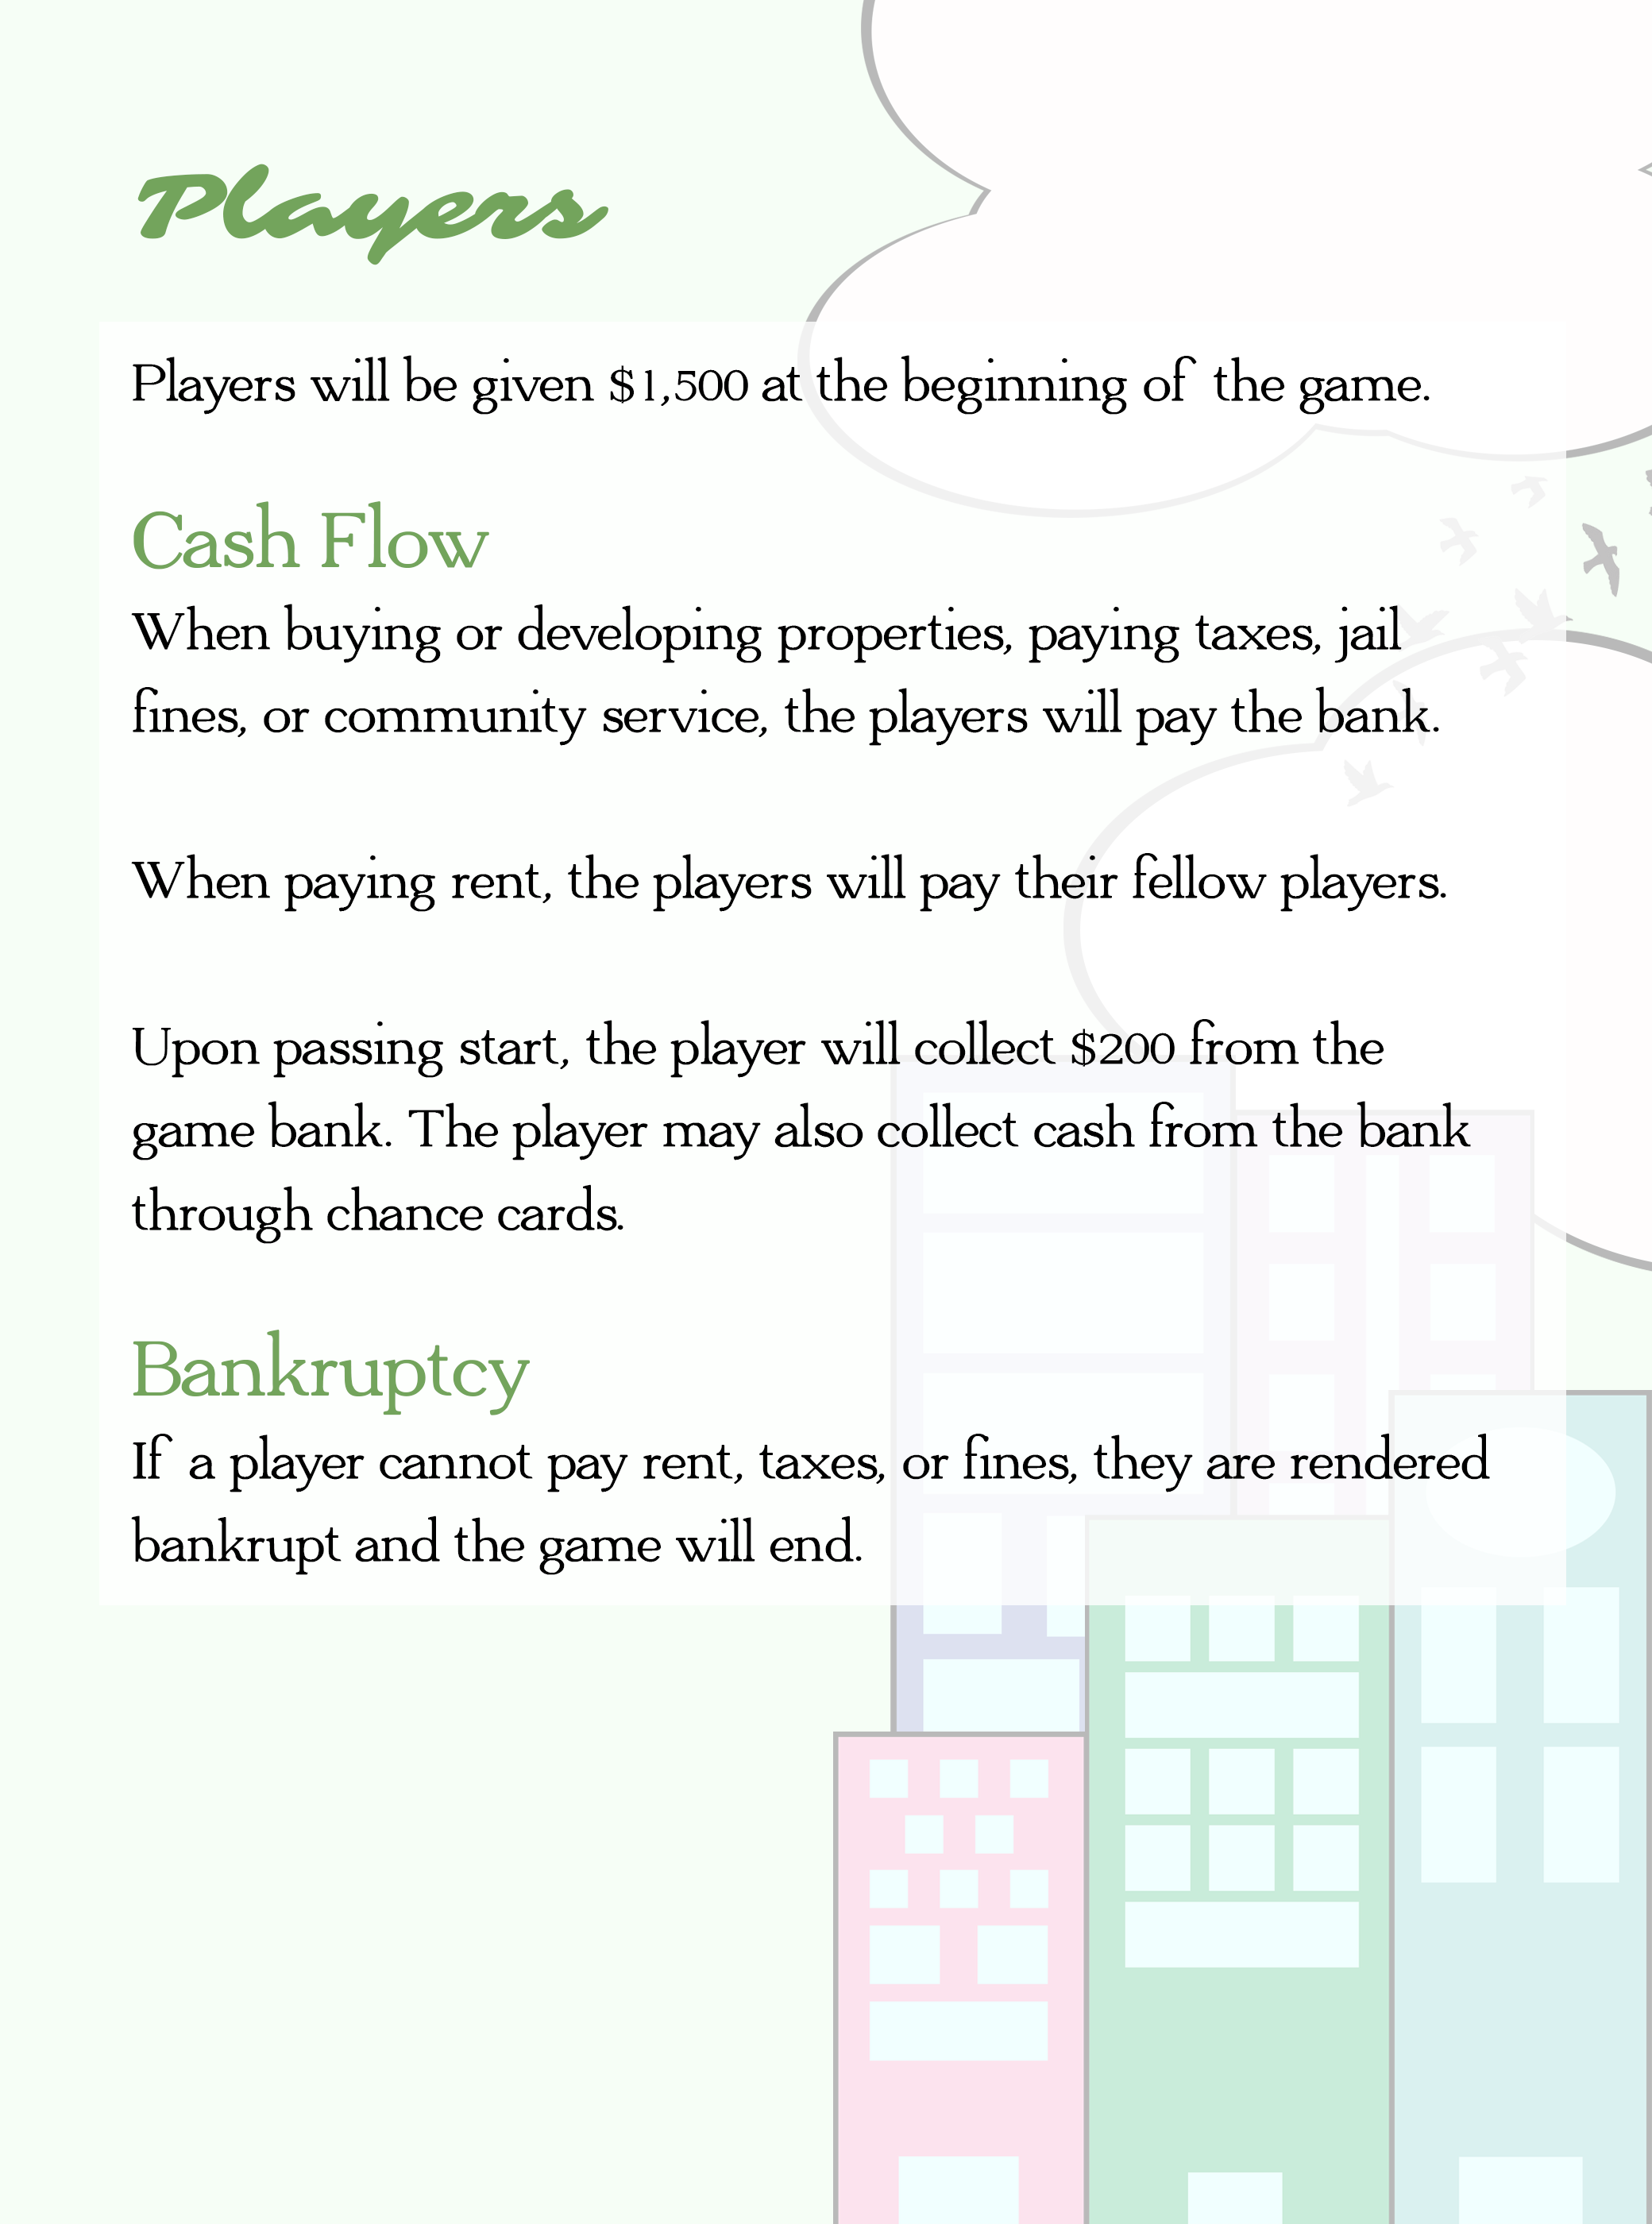 Players
Players will be given $1,500 at the beginning of the game.
Cash Flow
When buying or developing properties, paying taxes, jail
fines, or community service, the players will pay the bank.
When paying rent, the players will pay their fellow players.
Upon passing start, the player will collect $200 from the
game bank. The player may also collect cash from the bank
through chance cards.
Bankruptcy
If a player cannot pay rent, taxes, or fines, they are rendered
bankrupt and the game will end.